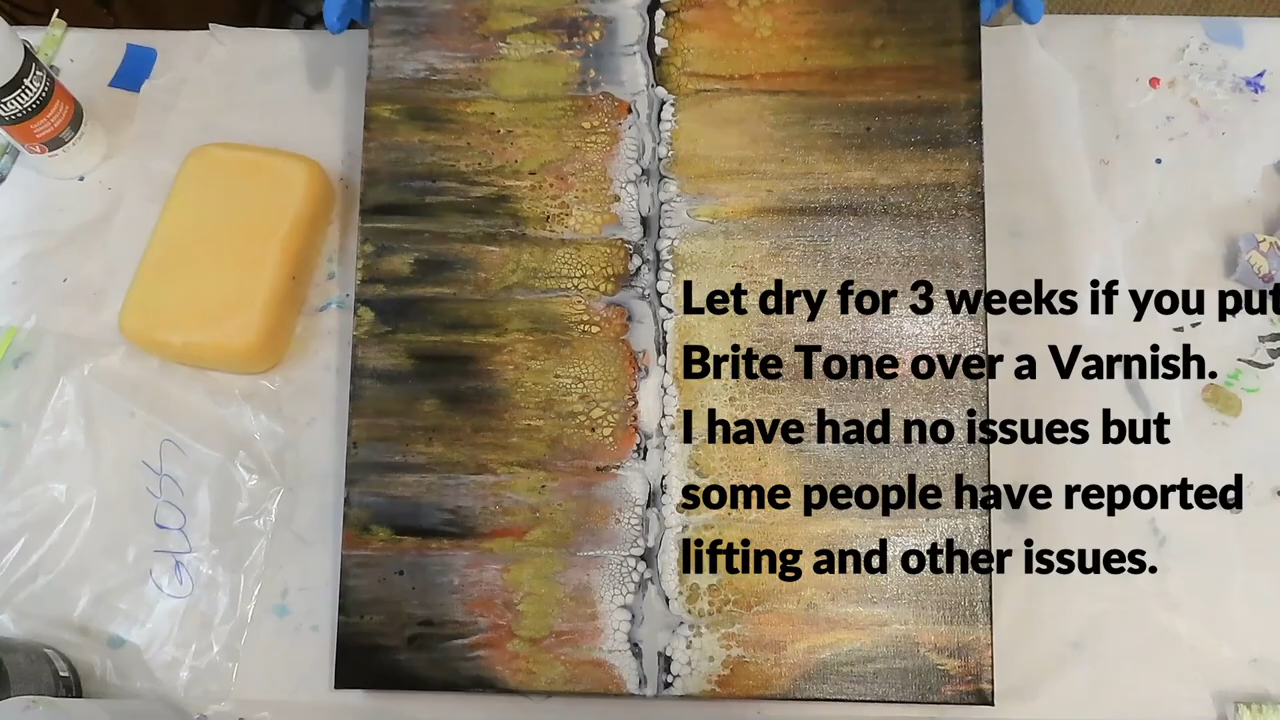 Liquitex
Let dry for 3 weeks if you put
Brite Tone over a Varnish.
I have had no issues but
some people have reported
lifting and other issues.
GLOSS